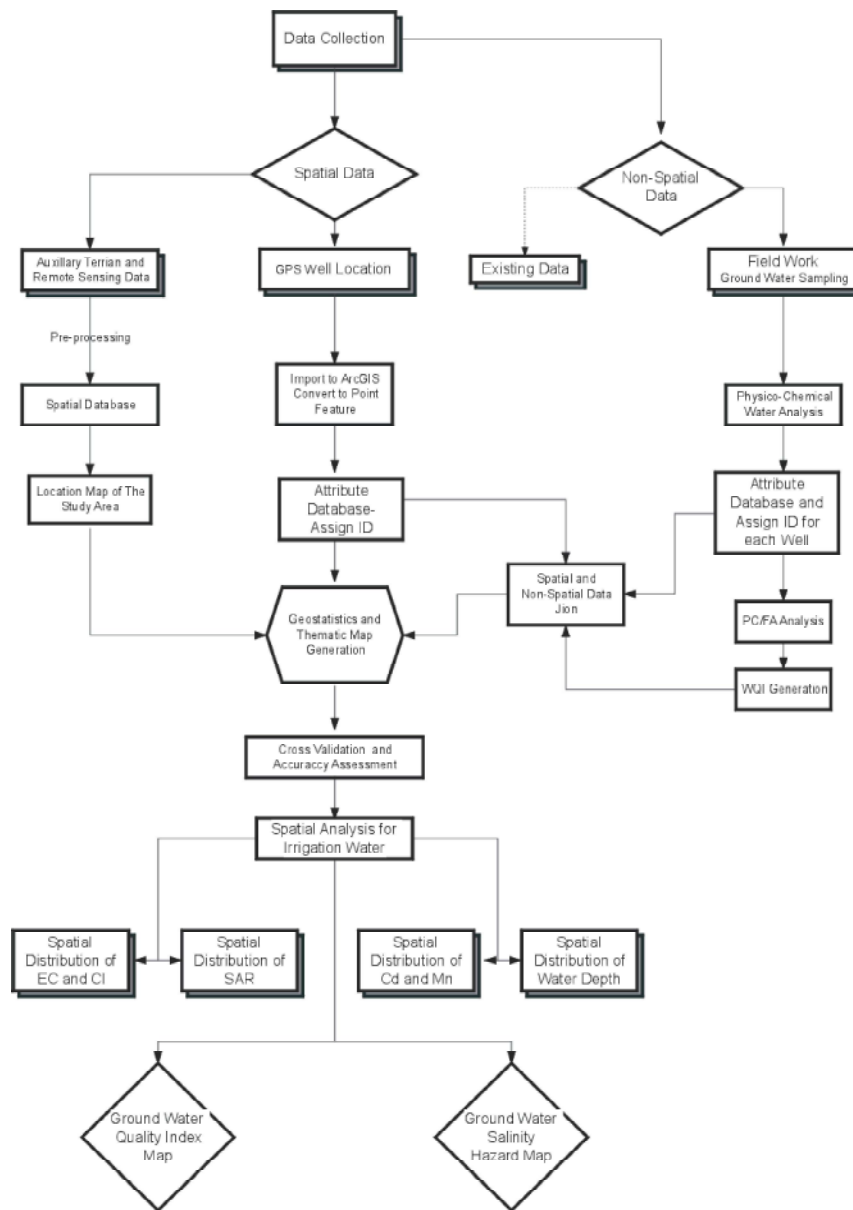 Data Collection
Spatial Data
Non-Spatial
Data
Auxillary Terrian and
Remote Sensing Data
GPS Well Location
Existing Data
Field Work
Ground Water Sampling
Pre-processing
Spatial Database
Import to ArcGIS
Convert to Point
Feature
Physico-Chemical
Water Analysis
Location Map of The
Study Area
Attribute
Database-
Assign ID
Attribute
Database and
Assign ID for
each Well
Spatial and
Non-Spatial Data
Jion
Geostatistics and
Thematic Map
Generation
PC/FA Analysis
WQI Generation
Cross Validation and
Accuraccy Assessment
Spatial Analysis for
Irrigation Water
Spatial
Distribution of
EC and Cl
Spatial
Distribution of
SAR
Spatial
Distribution of
Cd and Mn
Spatial
Distribution of
Water Depth
Ground Water
Quality Index
Map
Ground Water
Salinity
Hazard Map